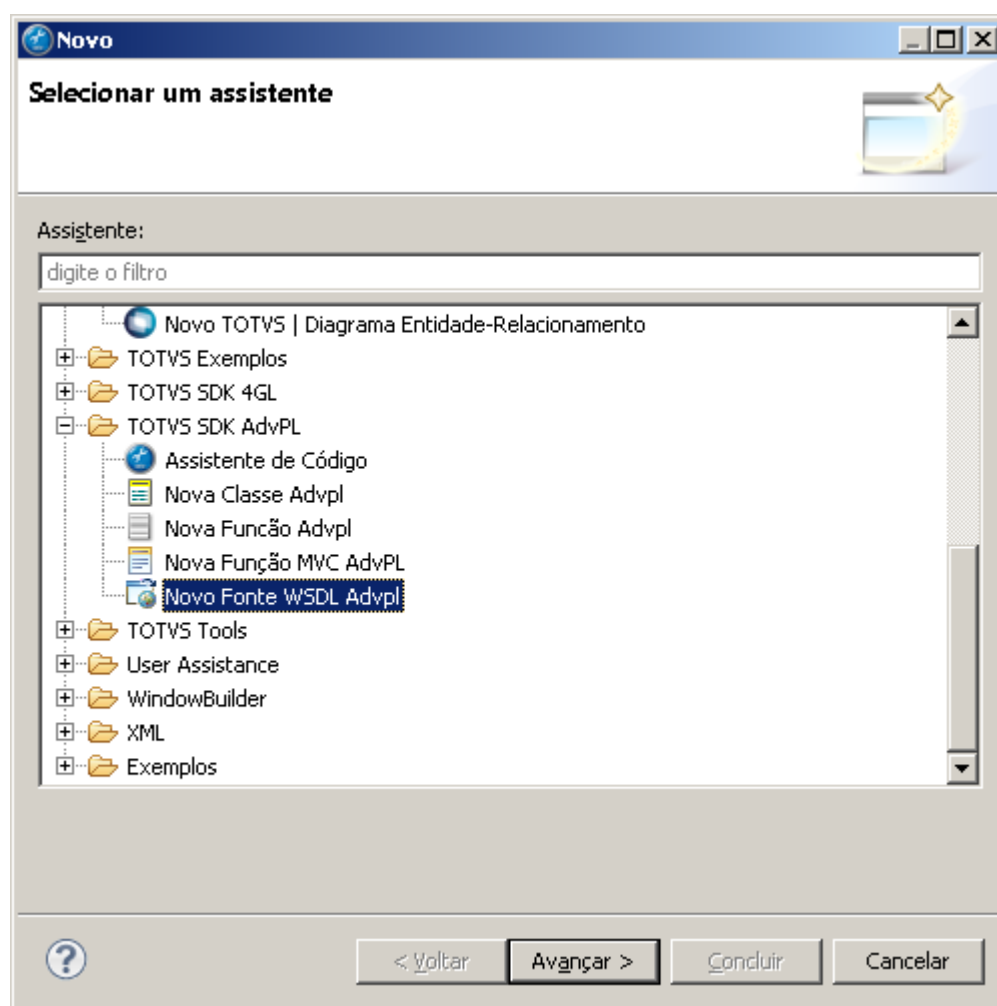 Novo
Selecionar um assistente
Assistente:
digite o filtro
Novo TOTVS | Diagrama Entidade-Relacionamento
TOTVS Exemplos
TOTVS SDK 4GL
TOTVS SDK AdvPL
Assistente de Código
Nova Classe Advpl
Nova Funcão Advpl
Nova Função MVC AdvPL
Novo Fonte WSDL Advpl
TOTVS Tools
User Assistance
WindowBuilder
XML
Exemplos
< Voltar Avançar > Concluir Cancelar